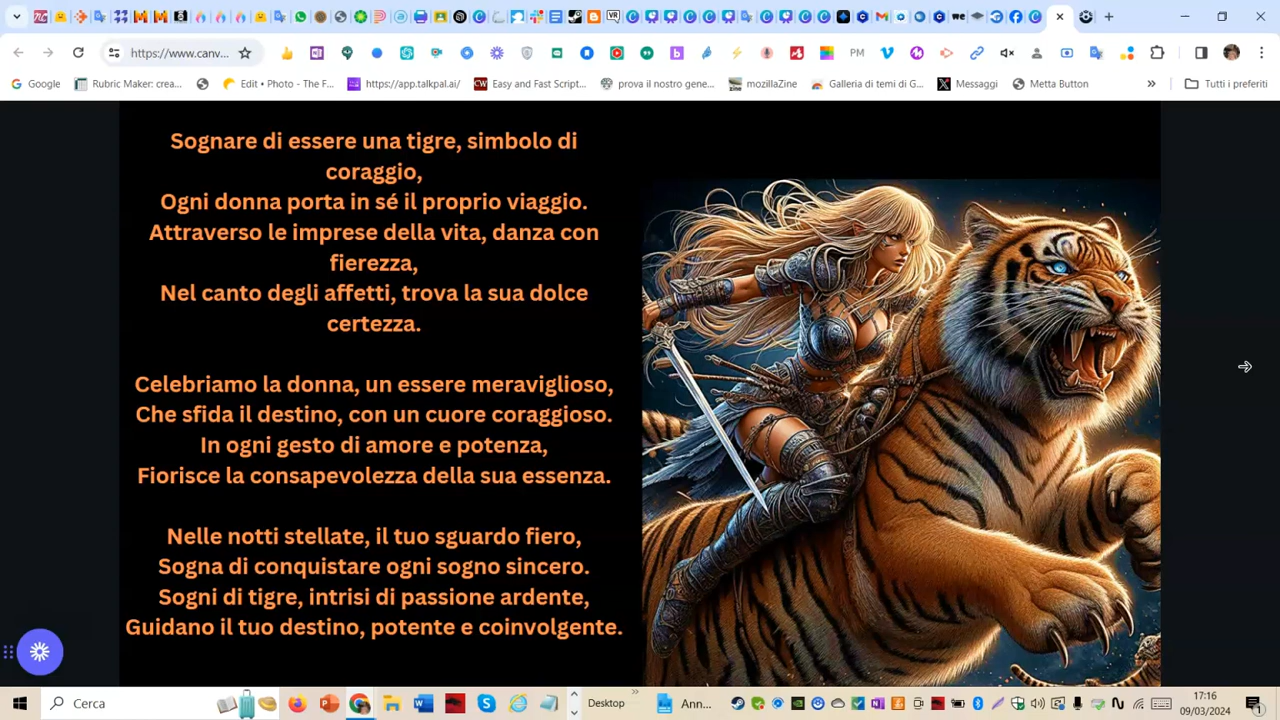 https://www.canv...
PM
Google
Rubric Maker: crea...
Edit • Photo - The F...
https://app.talkpal.ai/
Easy and Fast Script...
prova il nostro gene...
mozillaZine
Galleria di temi di G...
Messaggi
Metta Button
»
Tutti i preferiti
Sognare di essere una tigre, simbolo di
coraggio,
Ogni donna porta in sé il proprio viaggio.
Attraverso le imprese della vita, danza con
fierezza,
Nel canto degli affetti, trova la sua dolce
certezza.
Celebriamo la donna, un essere meraviglioso,
Che sfida il destino, con un cuore coraggioso.
In ogni gesto di amore e potenza,
Fiorisce la consapevolezza della sua essenza.
Nelle notti stellate, il tuo sguardo fiero,
Sogna di conquistare ogni sogno sincero.
Sogni di tigre, intrisi di passione ardente,
Guidano il tuo destino, potente e coinvolgente.
Cerca
Desktop
»
Ann...
17:16
09/03/2024